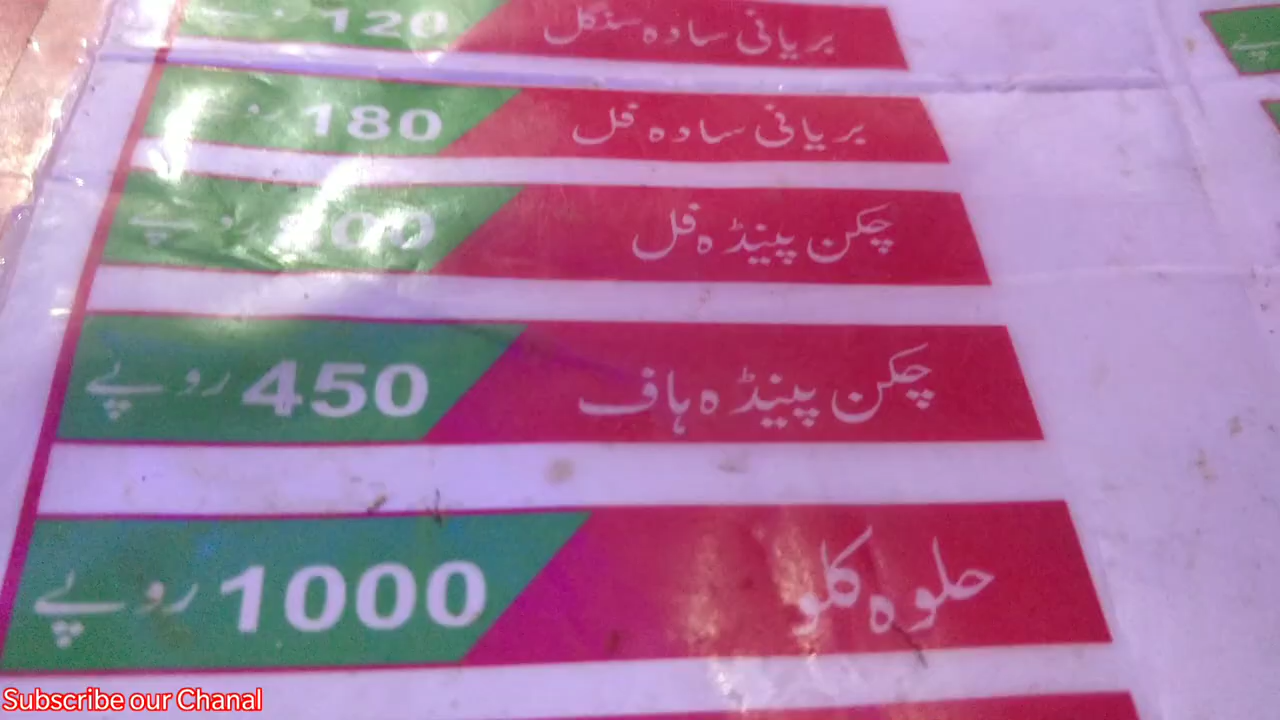 بریانی سادہ سنگل 120
بریانی سادہ فل 180
چکن پینڈہ فل
چکن پینڈہ ہاف 450 روپے
حلوہ کلو 1000 روپے
Subscribe our Chanal